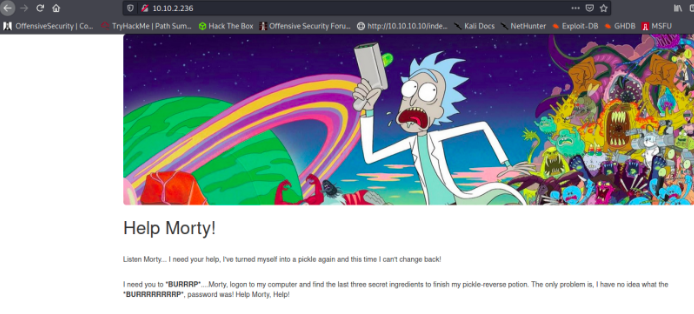 10.10.2.236
OffensiveSecurity | Co... TryHackMe | Path Sum... Hack The Box Offensive Security Foru... http://10.10.10.10/inde... Kali Docs NetHunter Exploit-DB GHDB MSFU
Help Morty!
Listen Morty... I need your help, I've turned myself into a pickle again and this time I can't change back!
I need you to *BURRRP*....Morty, logon to my computer and find the last three secret ingredients to finish my pickle-reverse potion. The only problem is, I have no idea what the
*BURRRRRRRRP*, password was! Help Morty, Help!